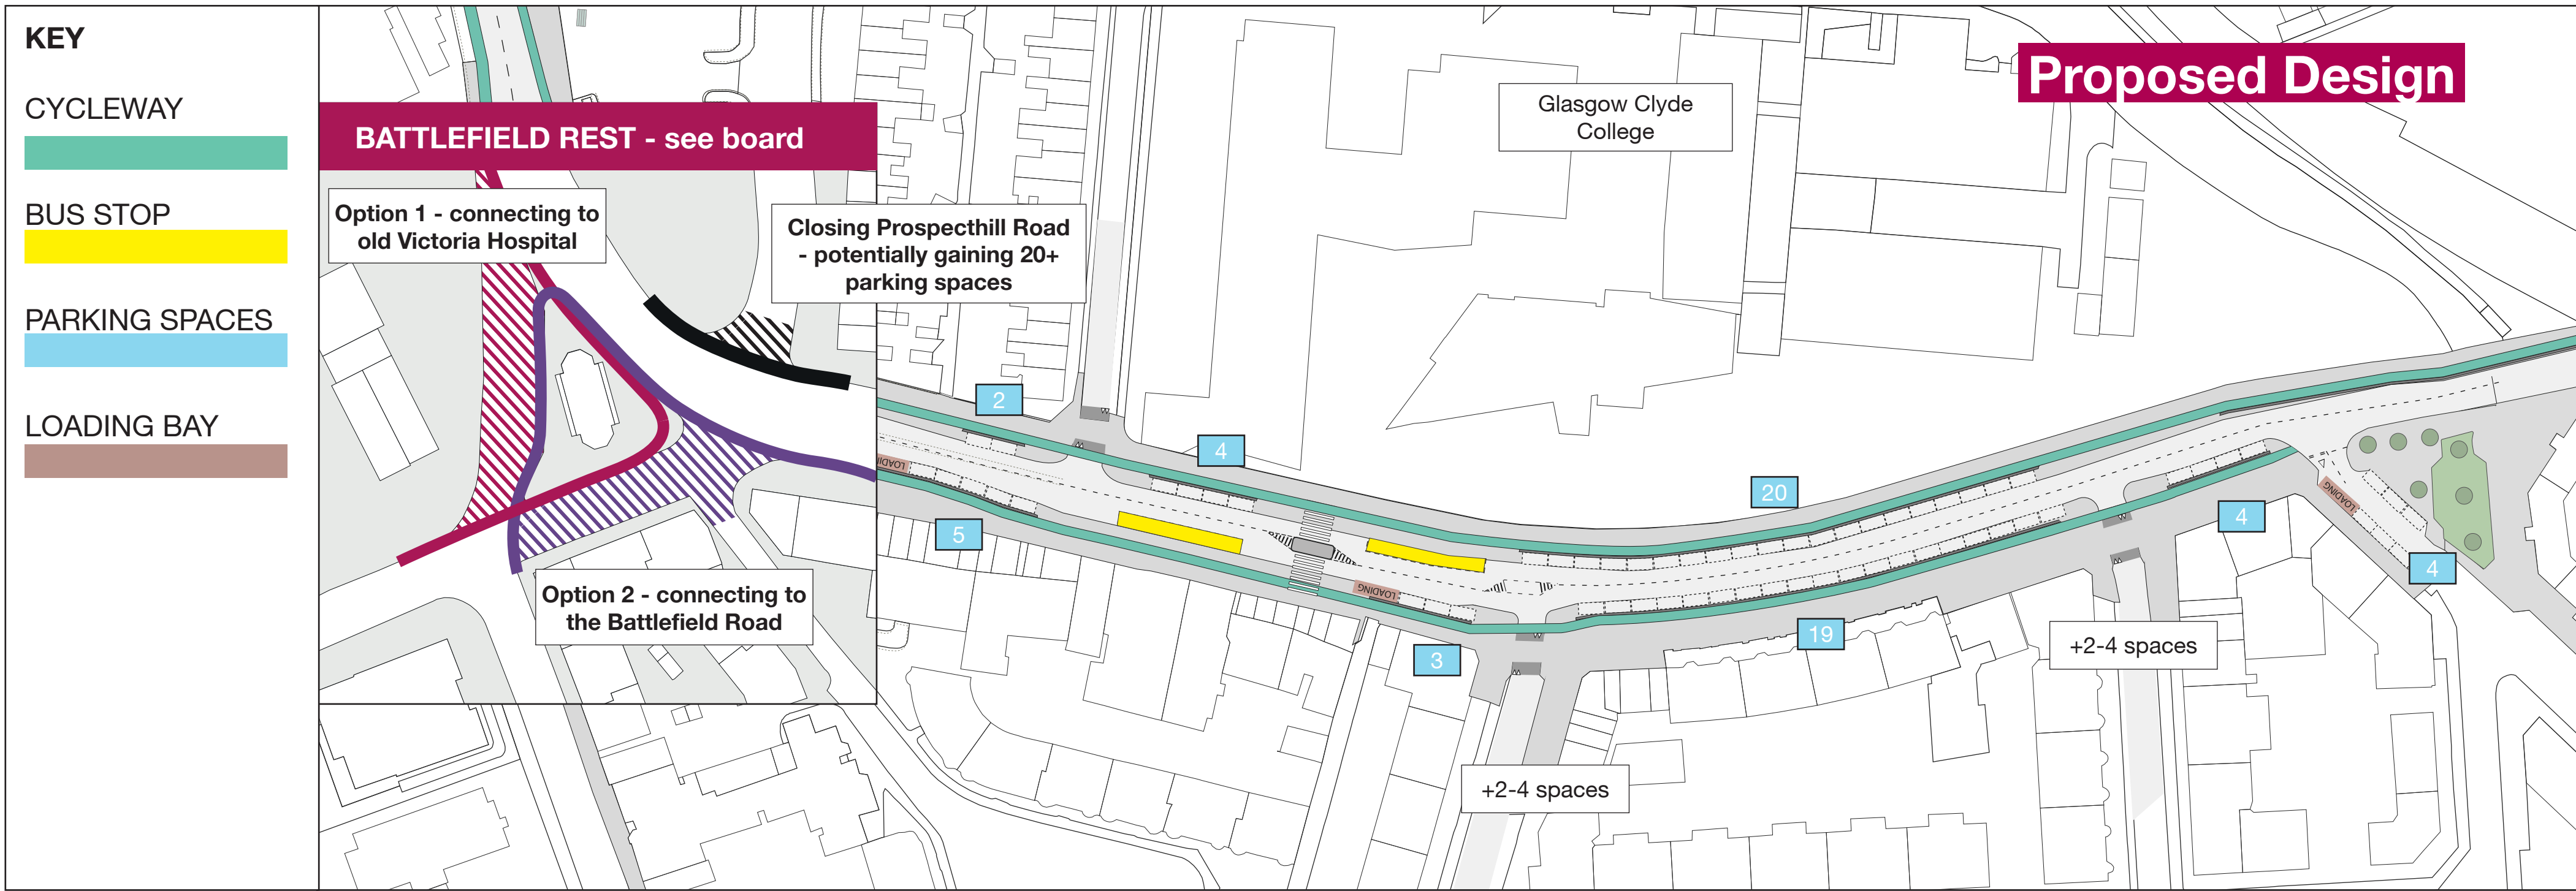 KEY
CYCLEWAY
BUS STOP
PARKING SPACES
LOADING BAY
Proposed Design
BATTLEFIELD REST - see board
Option 1 - connecting to
old Victoria Hospital
Closing Prospecthill Road
- potentially gaining 20+
parking spaces
Option 2 - connecting to
the Battlefield Road
Glasgow Clyde
College
2
4
20
LOADING
5
LOADING
3
19
4
LOADING
4
+2-4 spaces
+2-4 spaces